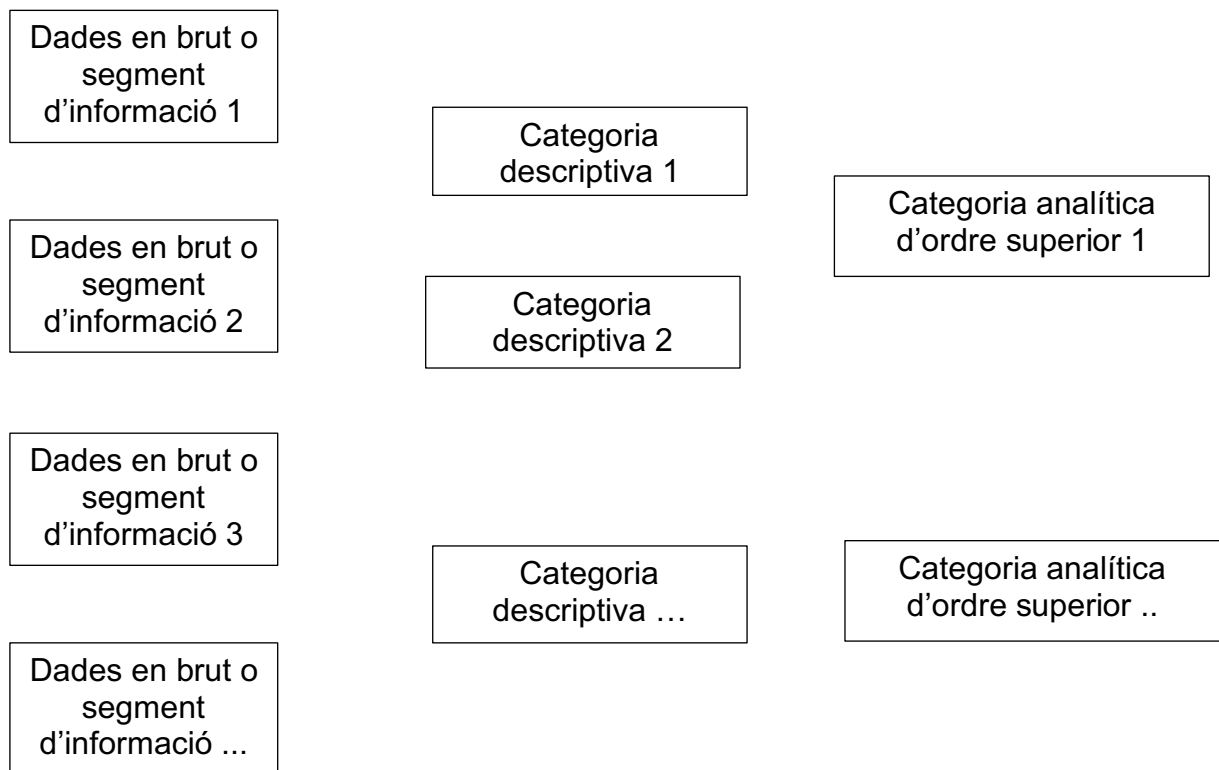 Dades en brut o
segment
d’informació 1
Dades en brut o
segment
d’informació 2
Dades en brut o
segment
d’informació 3
Dades en brut o
segment
d’informació ...
Categoria
descriptiva 1
Categoria
descriptiva 2
Categoria
descriptiva …
Categoria analítica
d’ordre superior 1
Categoria analítica
d’ordre superior ..